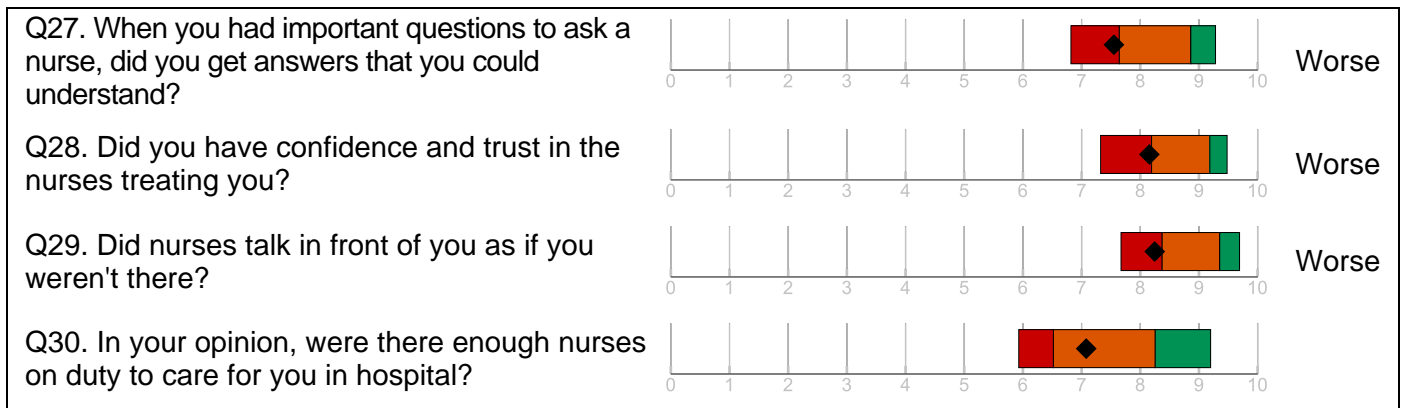 Q27. When you had important questions to ask a
nurse, did you get answers that you could
understand?
0 1 2 3 4 5 6 7 8 9 10
Worse
Q28. Did you have confidence and trust in the
nurses treating you?
0 1 2 3 4 5 6 7 8 9 10
Worse
Q29. Did nurses talk in front of you as if you
weren't there?
0 1 2 3 4 5 6 7 8 9 10
Worse
Q30. In your opinion, were there enough nurses
on duty to care for you in hospital?
0 1 2 3 4 5 6 7 8 9 10